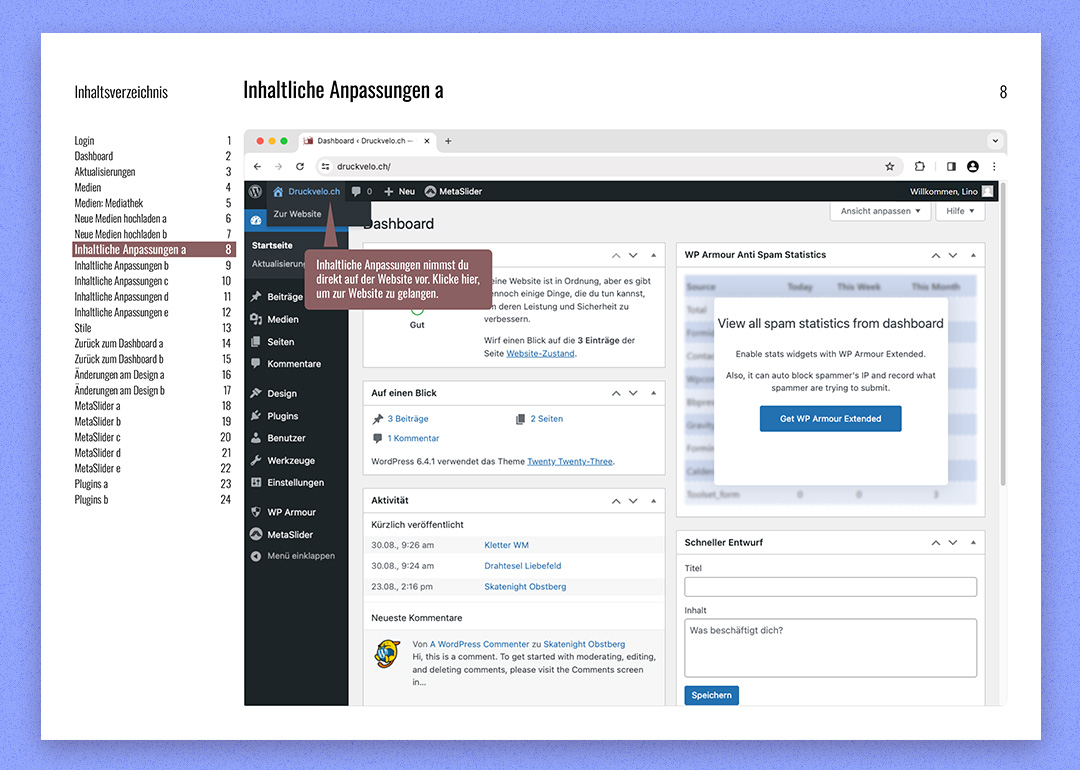 Inhaltsverzeichnis
Inhaltliche Anpassungen a
8
Login 1
Dashboard 2
Aktualisierungen 3
Medien 4
Medien: Mediathek 5
Neue Medien hochladen a 6
Neue Medien hochladen b 7
Inhaltliche Anpassungen a 8
Inhaltliche Anpassungen b 9
Inhaltliche Anpassungen c 10
Inhaltliche Anpassungen d 11
Inhaltliche Anpassungen e 12
Stile 13
Zurück zum Dashboard a 14
Zurück zum Dashboard b 15
Änderungen am Design a 16
Änderungen am Design b 17
MetaSlider a 18
MetaSlider b 19
MetaSlider c 20
MetaSlider d 21
MetaSlider e 22
Plugins a 23
Plugins b 24
Dashboard ‹ Druckvelo.ch —
druckvelo.ch/
Druckvelo.ch 0 Neu MetaSlider Willkommen, Lino
Zur Website
Startseite
Aktualisierun
Beiträge
Medien
Seiten
Kommentare
Design
Plugins
Benutzer
Werkzeuge
Einstellungen
WP Armour
MetaSlider
Menü einklappen
Dashboard
Ansicht anpassen Hilfe
Inhaltliche Anpassungen nimmst du
direkt auf der Website vor. Klicke hier,
um zur Website zu gelangen.
eine Website ist in Ordnung, aber es gibt
ennoch einige Dinge, die du tun kannst,
m deren Leistung und Sicherheit zu
verbessern.
Gut
Wirf einen Blick auf die 3 Einträge der
Seite Website-Zustand.
Auf einen Blick
3 Beiträge 2 Seiten
1 Kommentar
WordPress 6.4.1 verwendet das Theme Twenty Twenty-Three.
Aktivität
Kürzlich veröffentlicht
30.08., 9:26 am Kletter WM
30.08., 9:24 am Drahtesel Liebefeld
23.08., 2:16 pm Skatenight Obstberg
Neueste Kommentare
Von A WordPress Commenter zu Skatenight Obstberg
Hi, this is a comment. To get started with moderating, editing,
and deleting comments, please visit the Comments screen
in…
WP Armour Anti Spam Statistics
Source Today This Week This Month
Total
View all spam statistics from dashboard
Enable stats widgets with WP Armour Extended.
Also, it can auto block spammer's IP and record what
spammer are trying to submit.
Get WP Armour Extended
Toolset_form 0 0 3
Schneller Entwurf
Titel
Inhalt
Was beschäftigt dich?
Speichern